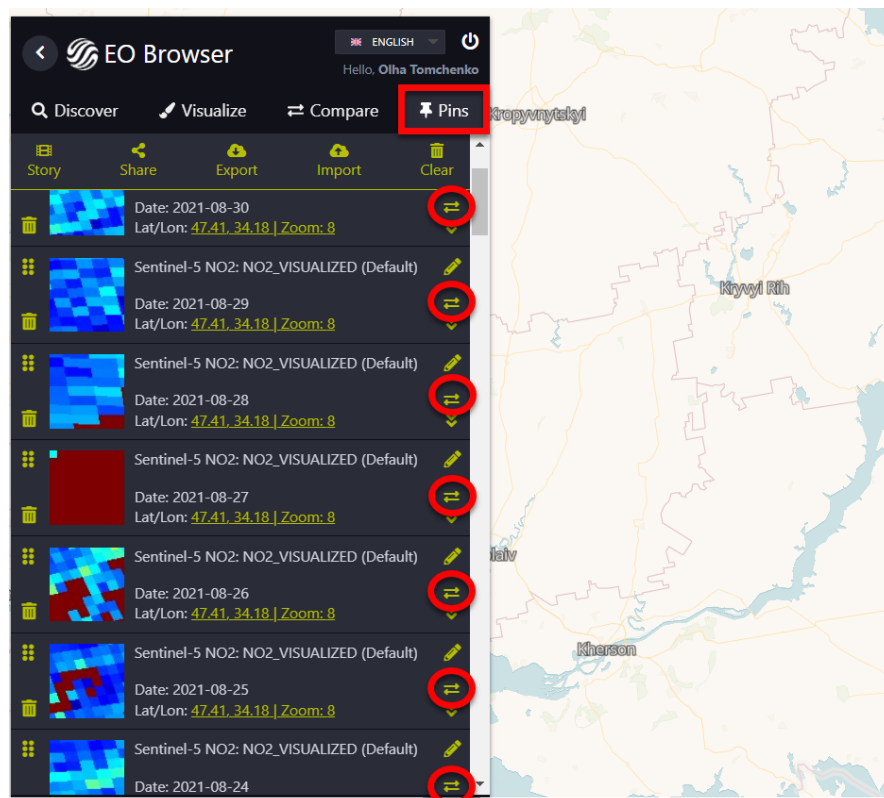 EO Browser
ENGLISH
Hello, Olha Tomchenko
Discover Visualize Compare Pins
Story Share Export Import Clear
Date: 2021-08-30
Lat/Lon: 47.41, 34.18 | Zoom: 8
Sentinel-5 NO2: NO2_VISUALIZED (Default)
Date: 2021-08-29
Lat/Lon: 47.41, 34.18 | Zoom: 8
Sentinel-5 NO2: NO2_VISUALIZED (Default)
Date: 2021-08-28
Lat/Lon: 47.41, 34.18 | Zoom: 8
Sentinel-5 NO2: NO2_VISUALIZED (Default)
Date: 2021-08-27
Lat/Lon: 47.41, 34.18 | Zoom: 8
Sentinel-5 NO2: NO2_VISUALIZED (Default)
Date: 2021-08-26
Lat/Lon: 47.41, 34.18 | Zoom: 8
Sentinel-5 NO2: NO2_VISUALIZED (Default)
Date: 2021-08-25
Lat/Lon: 47.41, 34.18 | Zoom: 8
Sentinel-5 NO2: NO2_VISUALIZED (Default)
Date: 2021-08-24
Kropyvnytskyi
Kryvyi Rih
laiv
Kherson